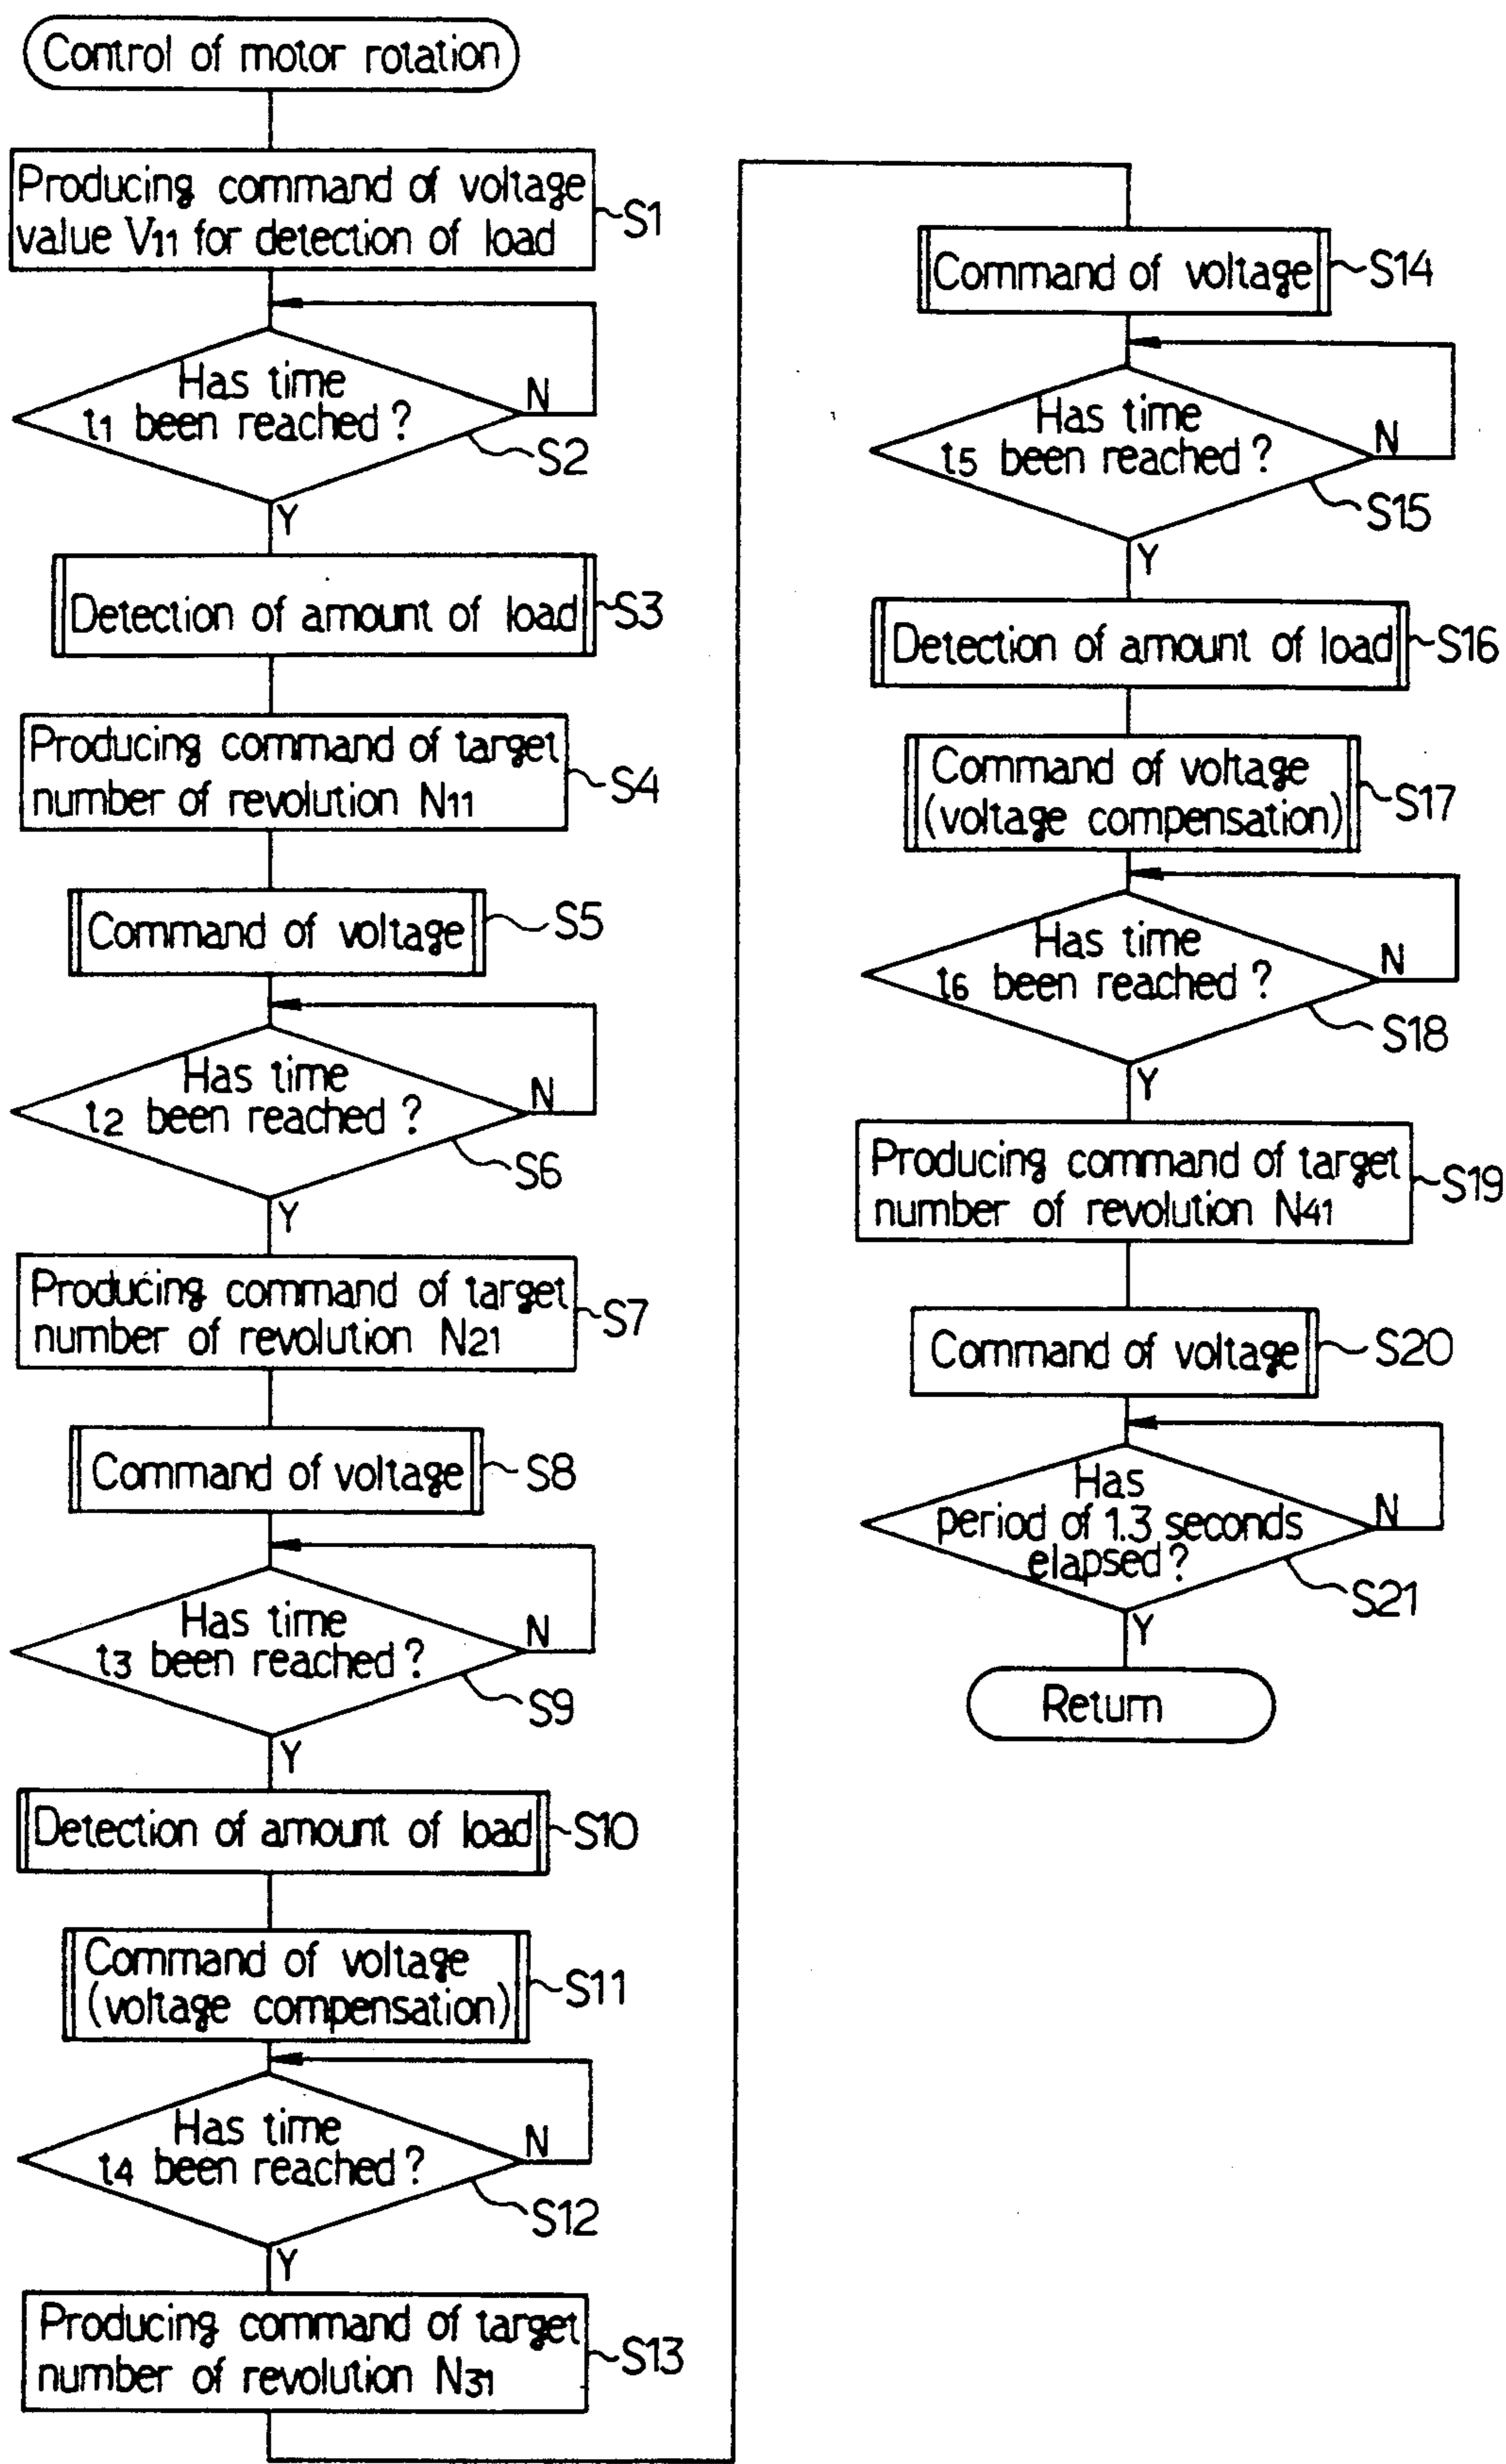 Control of motor rotation
Producing command of voltage
value V11 for detection of load
S1
Has time
t1 been reached?
N
S2
Y
Detection of amount of load
S3
Producing command of target
number of revolution N11
S4
Command of voltage
S5
Has time
t2 been reached?
N
S6
Y
Producing command of target
number of revolution N21
S7
Command of voltage
S8
Has time
t3 been reached?
N
S9
Y
Detection of amount of load
S10
Command of voltage
(voltage compensation)
S11
Has time
t4 been reached?
N
S12
Y
Producing command of target
number of revolution N31
S13
Command of voltage
S14
Has time
t5 been reached?
N
S15
Y
Detection of amount of load
S16
Command of voltage
(voltage compensation)
S17
Has time
t6 been reached?
N
S18
Y
Producing command of target
number of revolution N41
S19
Command of voltage
S20
Has
period of 1.3 seconds
elapsed?
N
S21
Y
Return